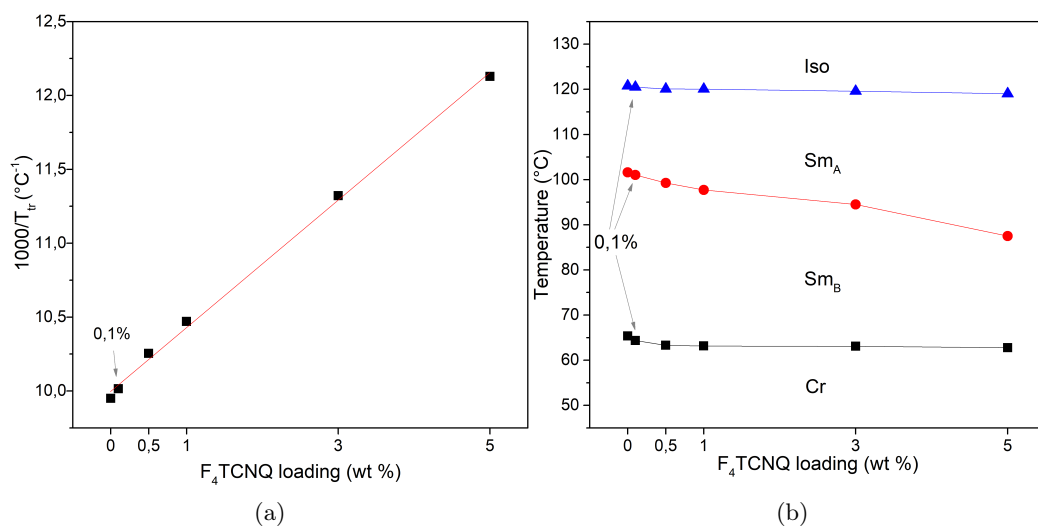 12,5
12,0
11,5
11,0
10,5
10,0
1000/T_tr (°C⁻¹)
0,1%
0 0,5 1 3 5
F₄TCNQ loading (wt %)
(a)
130
120
110
100
90
80
70
60
50
Temperature (°C)
Iso
Sm_A
0,1%
Sm_B
Cr
0 0,5 1 3 5
F₄TCNQ loading (wt %)
(b)